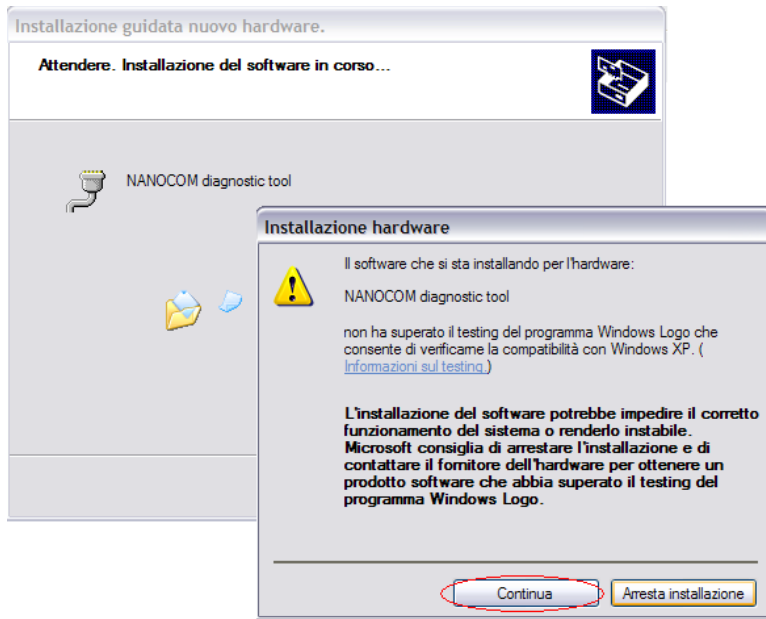 Installazione guidata nuovo hardware.
Attendere. Installazione del software in corso...
NANOCOM diagnostic tool
Installazione hardware
Il software che si sta installando per l'hardware:
NANOCOM diagnostic tool
non ha superato il testing del programma Windows Logo che
consente di verificarne la compatibilità con Windows XP. (
Informazioni sul testing.)
L'installazione del software potrebbe impedire il corretto
funzionamento del sistema o renderlo instabile.
Microsoft consiglia di arrestare l'installazione e di
contattare il fornitore dell'hardware per ottenere un
prodotto software che abbia superato il testing del
programma Windows Logo.
Continua
Arresta installazione